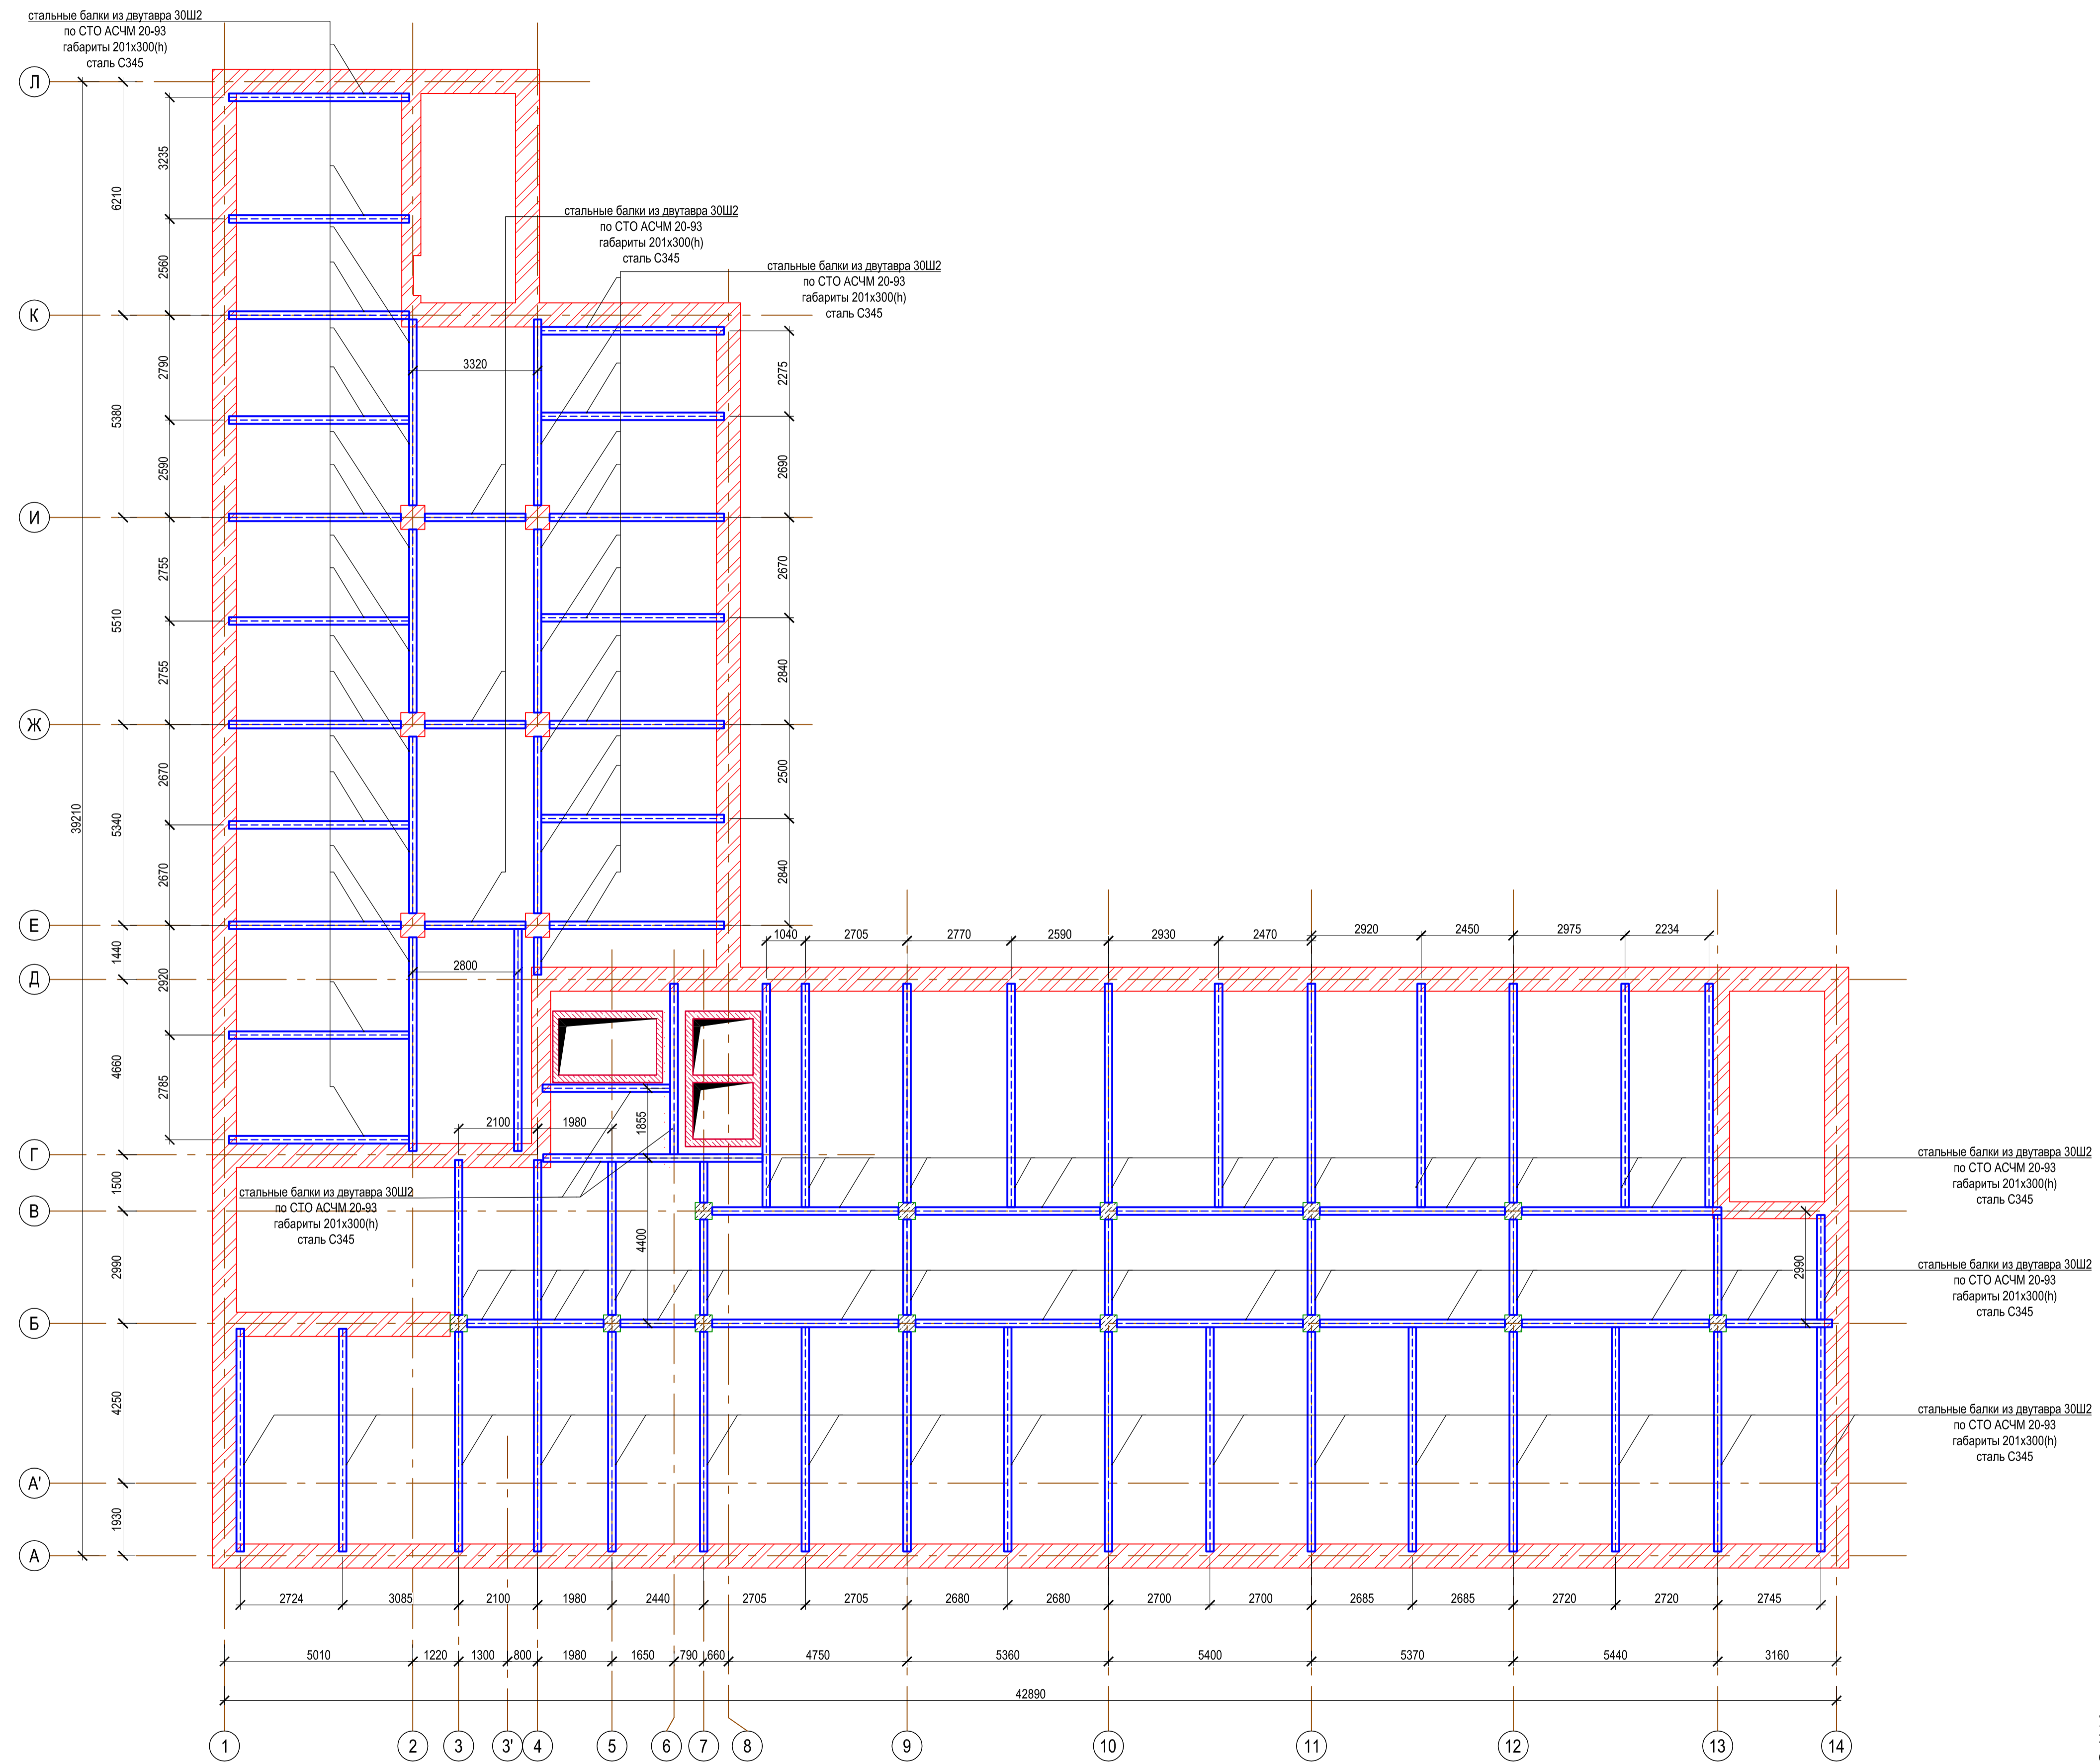 стальные балки из двутавра 30Ш2
по СТО АСЧМ 20-93
габариты 201х300(h)
сталь С345
Л
3235
6210
стальные балки из двутавра 30Ш2
по СТО АСЧМ 20-93
габариты 201х300(h)
сталь С345
2560
стальные балки из двутавра 30Ш2
по СТО АСЧМ 20-93
габариты 201х300(h)
сталь С345
К
3320
2790
2275
5380
2590
2690
И
2755
2670
5510
2755
2840
Ж
2670
2500
39210
5340
2670
2840
Е
1040
2705
2770
2590
2930
2470
2920
2450
2975
2234
1440
2920
2800
Д
4660
2785
2100
1980
1855
Г
стальные балки из двутавра 30Ш2
по СТО АСЧМ 20-93
габариты 201х300(h)
сталь С345
1500
стальные балки из двутавра 30Ш2
по СТО АСЧМ 20-93
габариты 201х300(h)
сталь С345
В
4400
2990
2990
стальные балки из двутавра 30Ш2
по СТО АСЧМ 20-93
габариты 201х300(h)
сталь С345
Б
4250
стальные балки из двутавра 30Ш2
по СТО АСЧМ 20-93
габариты 201х300(h)
сталь С345
А'
1930
А
2724
3085
2100
1980
2440
2705
2705
2680
2680
2700
2700
2685
2685
2720
2720
2745
5010
1220
1300
800
1980
1650
790
660
4750
5360
5400
5370
5440
3160
42890
1
2
3
3'
4
5
6
7
8
9
10
11
12
13
14